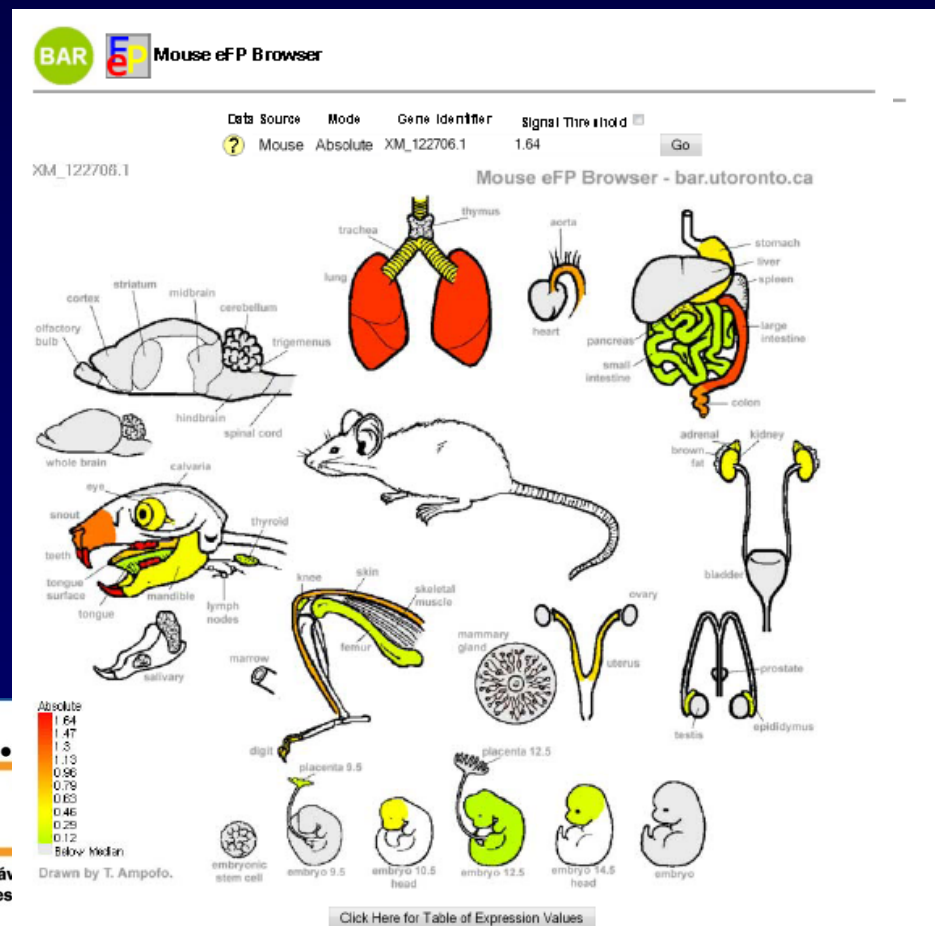 BAR eFP Mouse eFP Browser
Data Source Mode Gene Identifier Signal Threshold
? Mouse Absolute XM_122706.1 1.64 Go
XM_122706.1
Mouse eFP Browser - bar.utoronto.ca
thymus
trachea
lung
aorta
heart
stomach
liver
spleen
pancreas
large
intestine
small
intestine
colon
striatum
midbrain
cortex
cerebellum
olfactory
bulb
trigemenus
hindbrain
spinal cord
whole brain
adrenal
kidney
brown
fat
bladder
calvaria
eye
snout
thyroid
teeth
tongue
surface
mandible
lymph
nodes
tongue
salivary
knee
skin
skeletal
muscle
femur
marrow
digit
mammary
gland
ovary
uterus
prostate
testis
epididymus
Absolute
1.64
1.47
1.3
1.13
0.96
0.79
0.63
0.46
0.29
0.12
Below Median
Drawn by T. Ampofo.
placenta 9.5
placenta 12.5
embryonic
stem cell
embryo 9.5
embryo 10.5
head
embryo 12.5
embryo 14.5
head
embryo
Click Here for Table of Expression Values